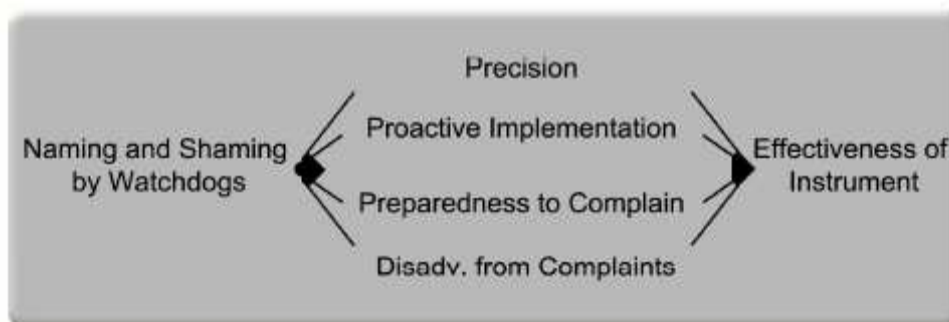 Precision
Proactive Implementation
Naming and Shaming
by Watchdogs
Effectiveness of
Instrument
Preparedness to Complain
Disadv. from Complaints